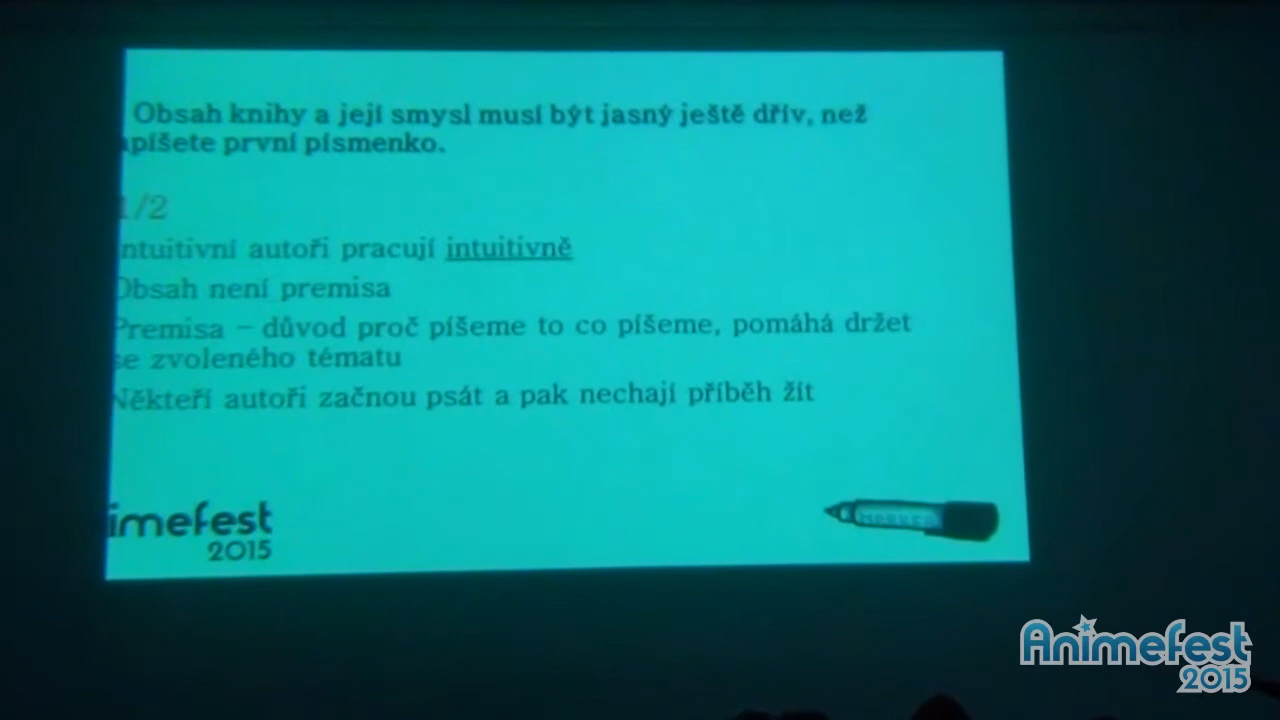 Obsah knihy a její smysl musí být jasný ještě dřív, než
apíšete první písmenko.
1/2
ntuitivní autoři pracují intuitivně
Obsah není premisa
Premisa – důvod proč píšeme to co píšeme, pomáhá držet
se zvoleného tématu
Někteří autoři začnou psát a pak nechají příběh žít
imefest
2015
MARKER
Animefest
2015